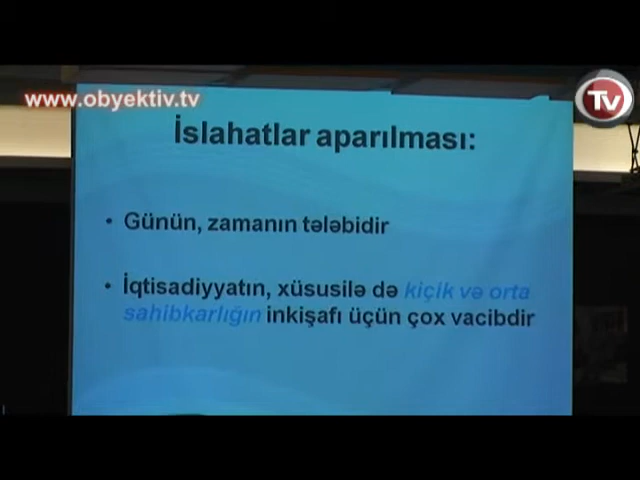 www.obyektiv.tv
TV
İslahatlar aparılması:
• Günün, zamanın tələbidir
• İqtisadiyyatın, xüsusilə də kiçik və orta
sahibkarlığın inkişafı üçün çox vacibdir